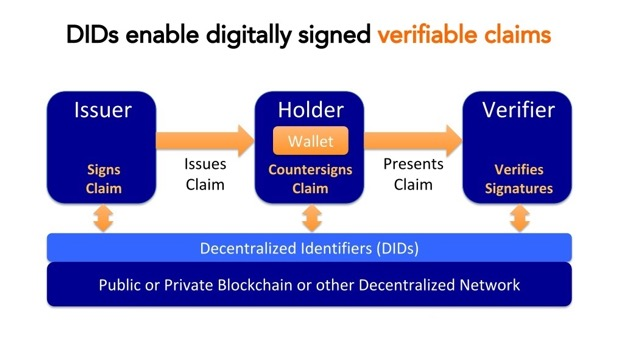 DIDs enable digitally signed verifiable claims
Issuer
Signs
Claim
Issues
Claim
Holder
Wallet
Countersigns
Claim
Presents
Claim
Verifier
Verifies
Signatures
Decentralized Identifiers (DIDs)
Public or Private Blockchain or other Decentralized Network